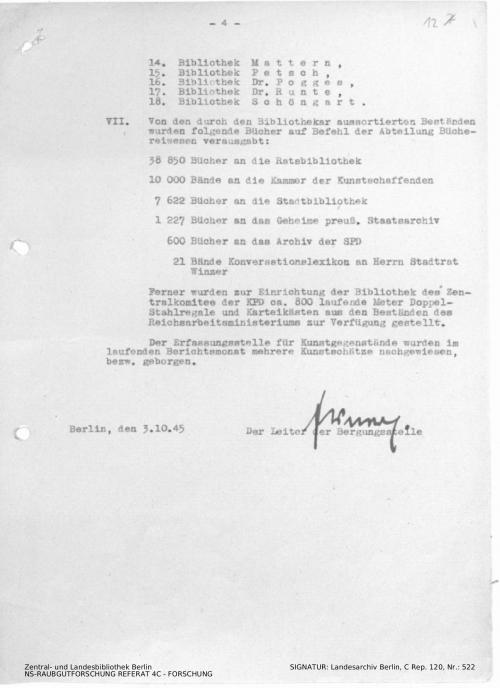 - 4 -
12
14. Bibliothek M a t t e r n ,
15. Bibliothek P e t s c h ,
16. Bibliothek Dr. P o g g e s ,
17. Bibliothek Dr. R u n t e ,
18. Bibliothek S c h ö n g a r t .
VII. Von den durch den Bibliothekar aussortierten Beständen
wurden folgende Bücher auf Befehl der Abteilung Büche-
reiwesen verausgabt:
38 850 Bücher an die Ratsbibliothek
10 000 Bände an die Kammer der Kunstschaffenden
7 622 Bücher an die Stadtbibliothek
1 227 Bücher an das Geheime preuß. Staatsarchiv
600 Bücher an das Archiv der SPD
21 Bände Konversationslexikon an Herrn Stadtrat
Winzer
Ferner wurden zur Einrichtung der Bibliothek des Zen-
tralkomitee der KPD ca. 800 laufende Meter Doppel-
Stahlregale und Karteikästen aus den Beständen des
Reichsarbeitsministeriums zur Verfügung gestellt.
Der Erfassungsstelle für Kunstgegenstände wurden im
laufenden Berichtsmonat mehrere Kunstschätze nachgewiesen,
bezw. geborgen.
Berlin, den 3.10.45
Der Leiter der Bergungsstelle
Zentral- und Landesbibliothek Berlin
NS-RAUBGUTFORSCHUNG REFERAT 4C - FORSCHUNG
SIGNATUR: Landesarchiv Berlin, C Rep. 120, Nr.: 522